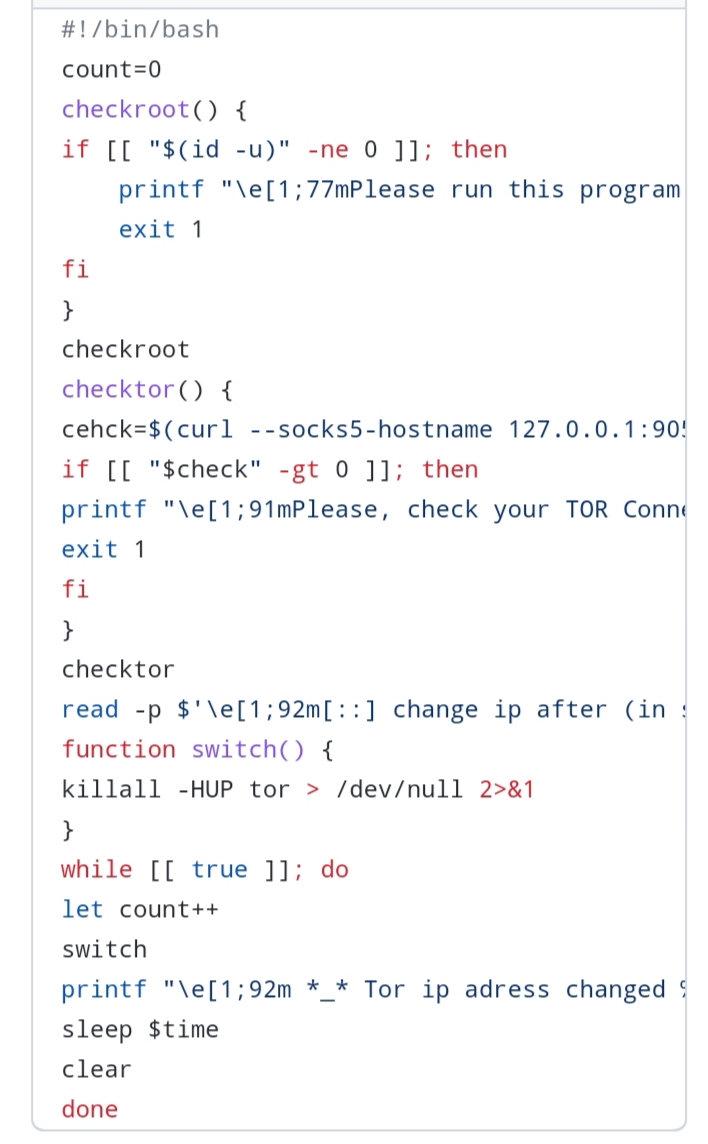 #!/bin/bash
count=0
checkroot() {
if [[ "$(id -u)" -ne 0 ]]; then
    printf "\e[1;77mPlease run this program
    exit 1
fi
}
checkroot
checktor() {
cehck=$(curl --socks5-hostname 127.0.0.1:90
if [[ "$check" -gt 0 ]]; then
printf "\e[1;91mPlease, check your TOR Conn
exit 1
fi
}
checktor
read -p $'\e[1;92m[::] change ip after (in
function switch() {
killall -HUP tor > /dev/null 2>&1
}
while [[ true ]]; do
let count++
switch
printf "\e[1;92m *_* Tor ip adress changed
sleep $time
clear
done